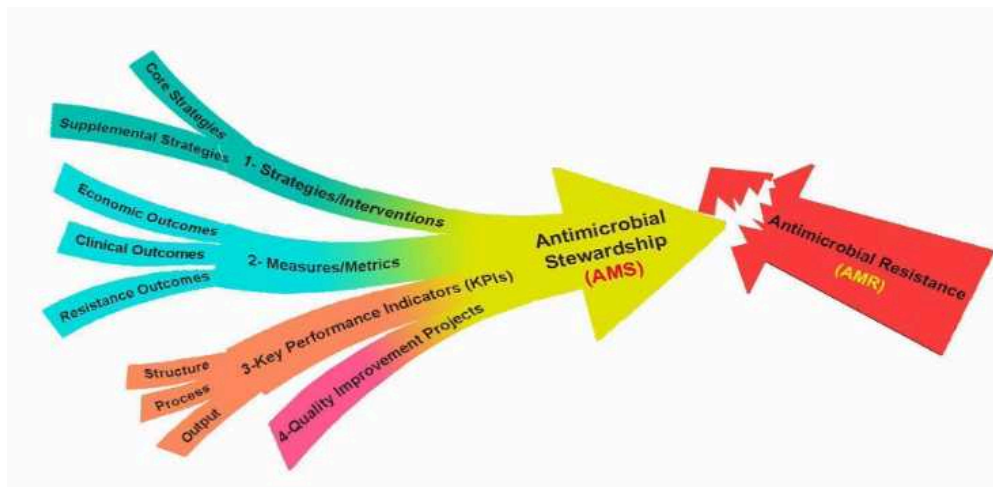 Core Strategies
Supplemental Strategies
1- Strategies/Interventions
Economic Outcomes
Clinical Outcomes
Resistance Outcomes
2- Measures/Metrics
Structure
Process
Output
3-Key Performance Indicators (KPIs)
4-Quality Improvement Projects
Antimicrobial
Stewardship
(AMS)
Antimicrobial Resistance
(AMR)